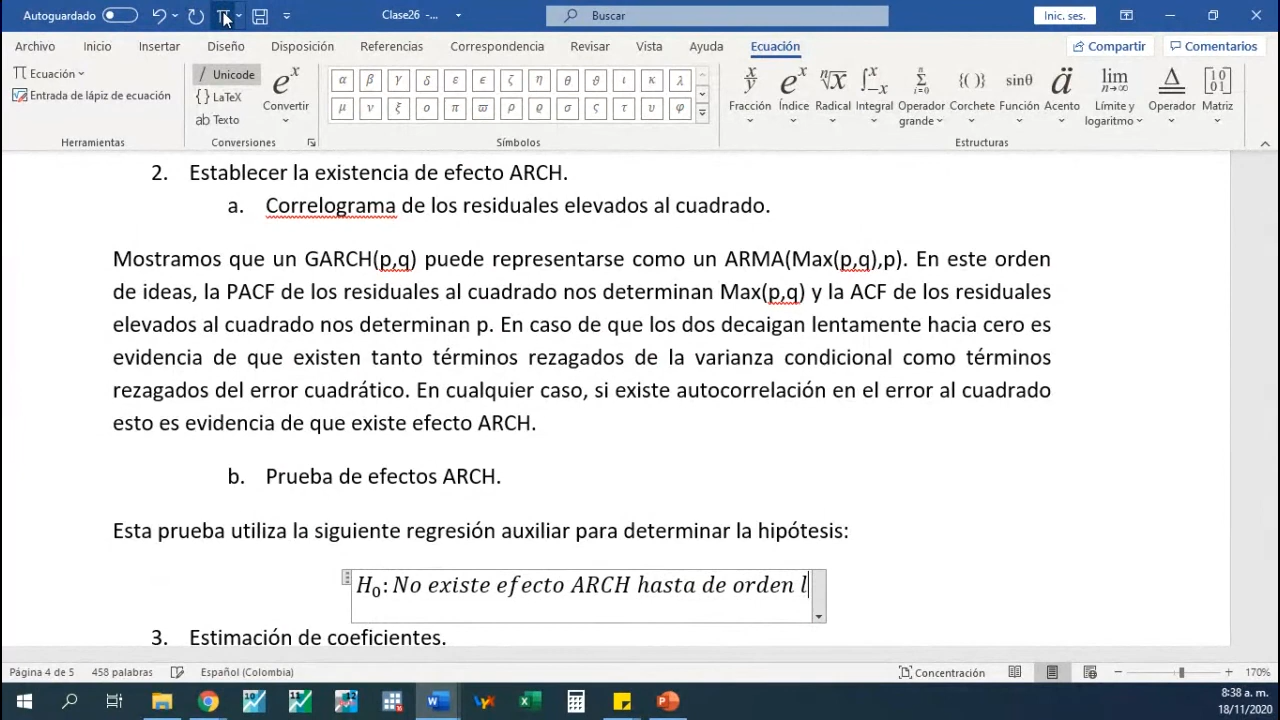 Autoguardado
Clase26 -...
Buscar
Inic. ses.
Archivo Inicio Insertar Diseño Disposición Referencias Correspondencia Revisar Vista Ayuda Ecuación Compartir Comentarios
π Ecuación
Entrada de lápiz de ecuación
/ Unicode
{} LaTeX
ab Texto
eˣ
Convertir
α β γ δ ε ϵ ζ η θ ϑ ι κ λ
μ ν ξ ο π ϖ ρ ϱ σ ς τ υ φ
Fracción Índice Radical Integral Operador grande Corchete Función Acento Límite y logaritmo Operador Matriz
Herramientas Conversiones Símbolos Estructuras
2. Establecer la existencia de efecto ARCH.
a. Correlograma de los residuales elevados al cuadrado.
Mostramos que un GARCH(p,q) puede representarse como un ARMA(Max(p,q),p). En este orden
de ideas, la PACF de los residuales al cuadrado nos determinan Max(p,q) y la ACF de los residuales
elevados al cuadrado nos determinan p. En caso de que los dos decaigan lentamente hacia cero es
evidencia de que existen tanto términos rezagados de la varianza condicional como términos
rezagados del error cuadrático. En cualquier caso, si existe autocorrelación en el error al cuadrado
esto es evidencia de que existe efecto ARCH.
b. Prueba de efectos ARCH.
Esta prueba utiliza la siguiente regresión auxiliar para determinar la hipótesis:
H₀: No existe efecto ARCH hasta de orden l
3. Estimación de coeficientes.
Página 4 de 5 458 palabras Español (Colombia) Concentración 170%
8:38 a. m.
18/11/2020